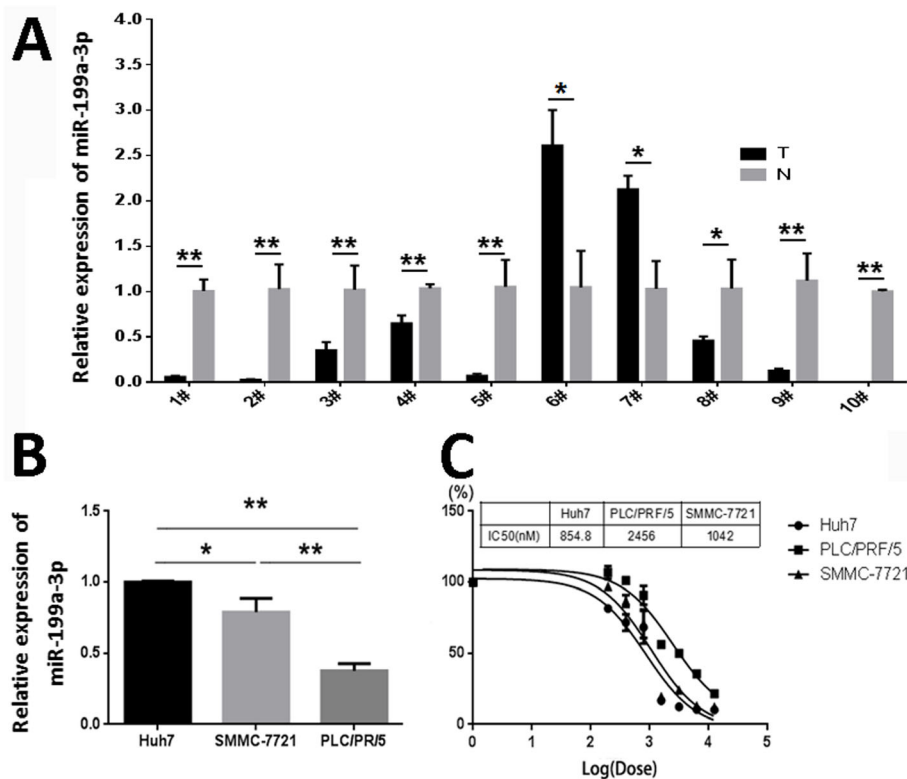 A
Relative expression of miR-199a-3p
4.0
3.5
3.0
2.5
2.0
1.5
1.0
0.5
0.0
**
**
**
**
**
*
*
*
**
**
T
N
1#
2#
3#
4#
5#
6#
7#
8#
9#
10#
B
Relative expression of
miR-199a-3p
1.5
1.0
0.5
0.0
**
*
**
Huh7
SMMC-7721
PLC/PR/5
C
(%)
150
100
50
0
Huh7 PLC/PRF/5 SMMC-7721
IC50(nM) 854.8 2456 1042
Huh7
PLC/PRF/5
SMMC-7721
0 1 2 3 4 5
Log(Dose)